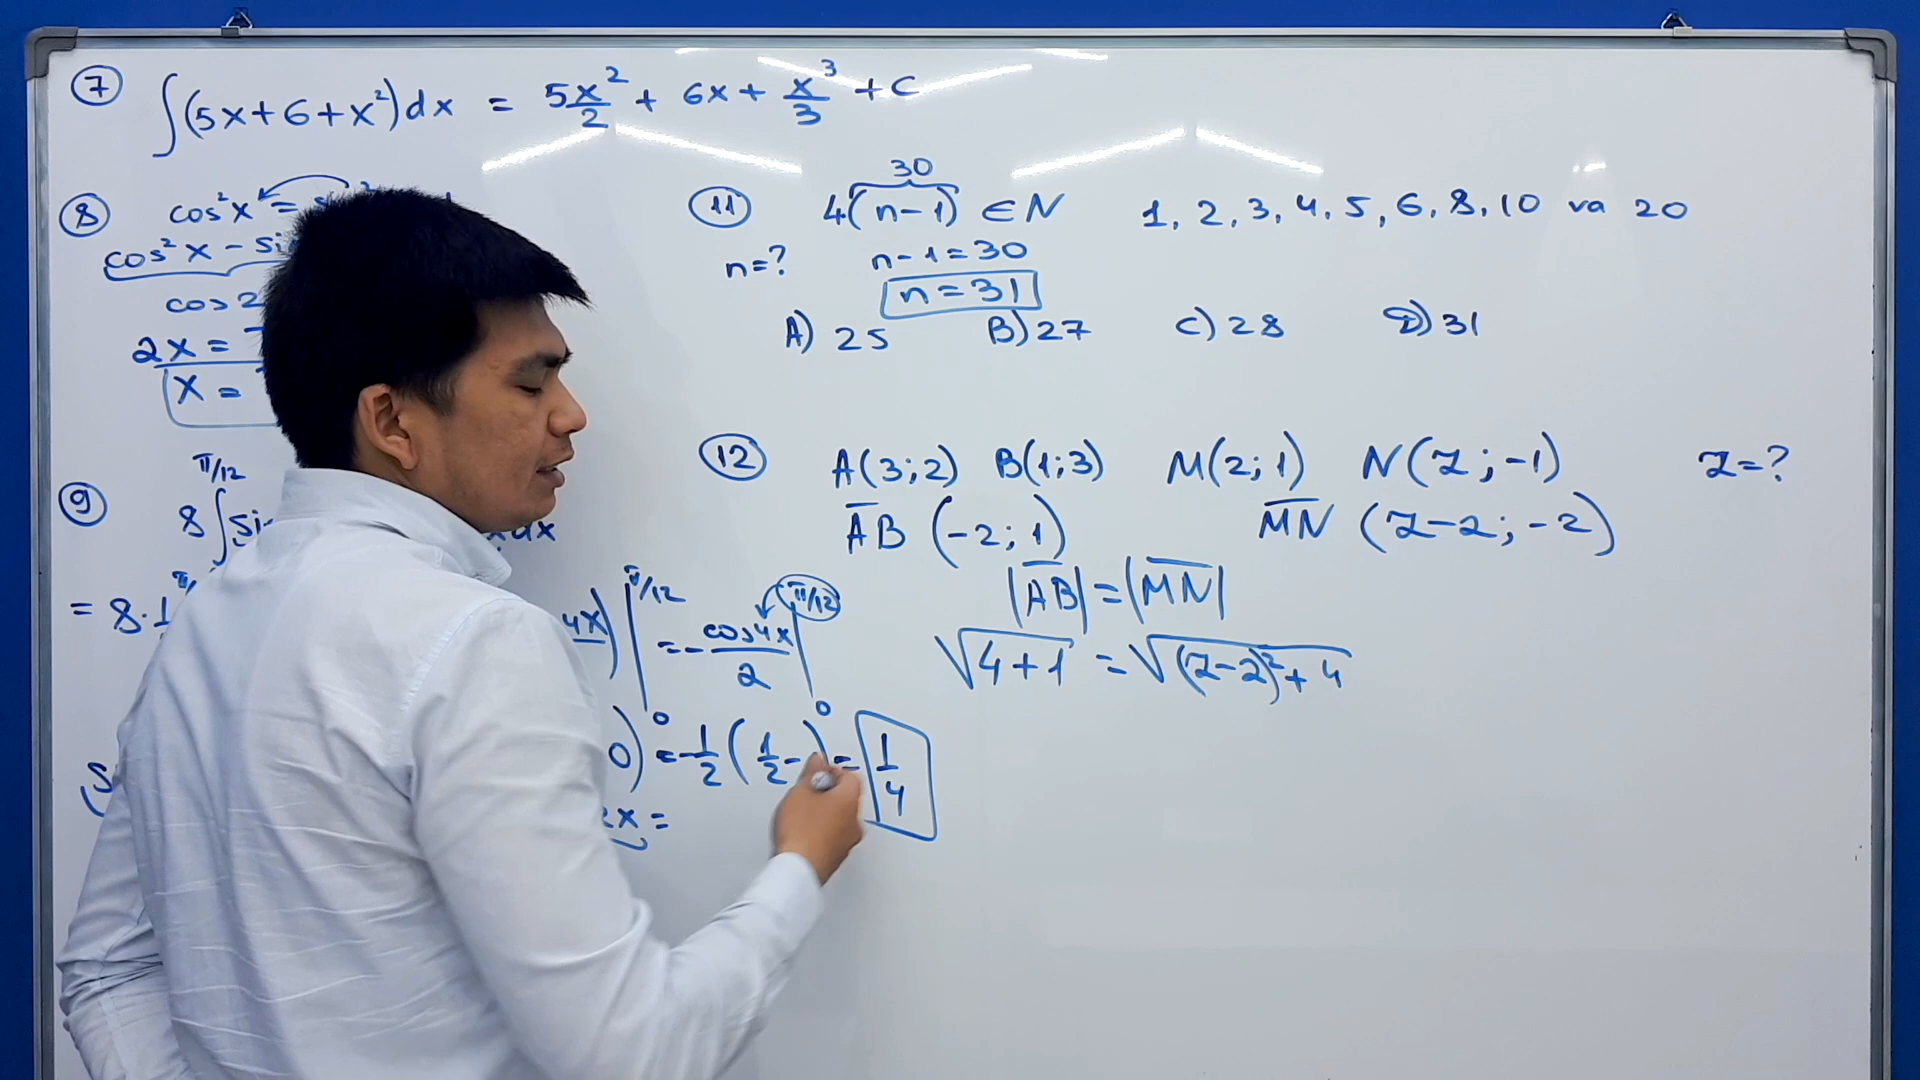 7 ∫(5x+6+x²)dx = 5x²/2 + 6x + x³/3 + C
8 cos²x =
cos²x - si
cos2
2x =
x =
9 π/12
8∫si dx
= 8·1 4x) |π/12 0 = - cos4x/2 |π/12 0
0) = -1/2 (1/2 - ) = 1/4
x =
11 4(n-1) ∈ N 30 1, 2, 3, 4, 5, 6, 8, 10 va 20
n=? n-1=30
n=31
A) 25 B) 27 C) 28 D) 31
12 A(3;2) B(1;3) M(2;1) N(z;-1) z=?
AB (-2;1) MN (z-2;-2)
|AB| = |MN|
√4+1 = √(z-2)²+4